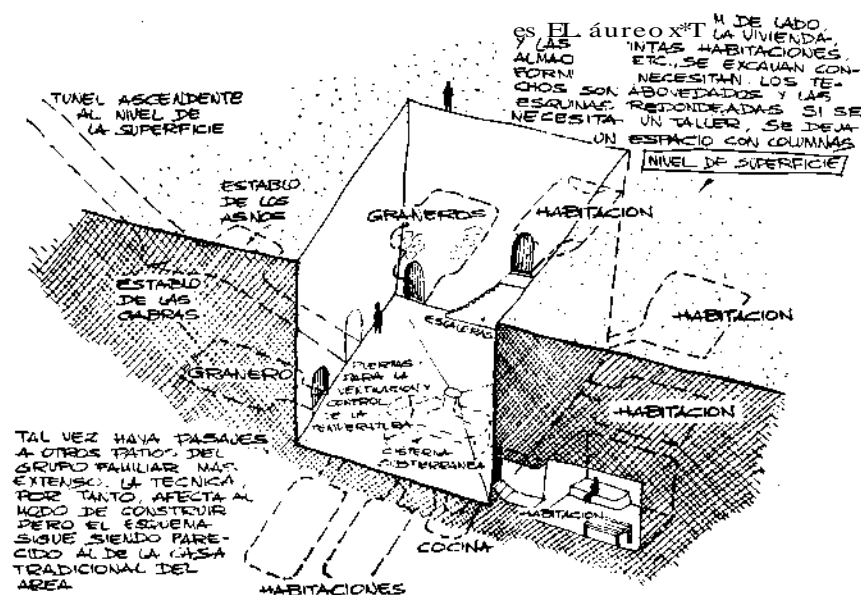 es EL áureo x*T
M DE LADO,
Y LAS INTAS HABITACIONES,
LA VIVIENDA,
ALMAC ETC., SE EXCAVAN CON-
FORM NECESITAN. LOS TE-
CHOS SON ABOVEDADOS Y LAS
ESQUINAS REDONDEADAS SI SE
NECESITA UN TALLER, SE DEJA
UN ESPACIO CON COLUMNAS
NIVEL DE SUPERFICIE
TUNEL ASCENDENTE
AL NIVEL DE
LA SUPERFICIE
ESTABLO
DE LOS
ASNOS
GRANEROS
HABITACION
ESTABLO
DE LAS
CABRAS
ESCALERAS
HABITACION
GRANERO
PUERTAS
PARA LA
VENTILACION Y
CONTROL
DE LA
TEMPERATURA
HABITACION
CISTERNA
SUBTERRANEA
TAL VEZ HAYA PASAJES
A OTROS PATIOS DEL
GRUPO FAMILIAR MAS
EXTENSO. LA TECNICA,
POR TANTO, AFECTA AL
MODO DE CONSTRUIR
PERO EL ESQUEMA
SIGUE SIENDO PARE-
CIDO AL DE LA CASA
TRADICIONAL DEL
AREA
HABITACION
COCINA
HABITACIONES